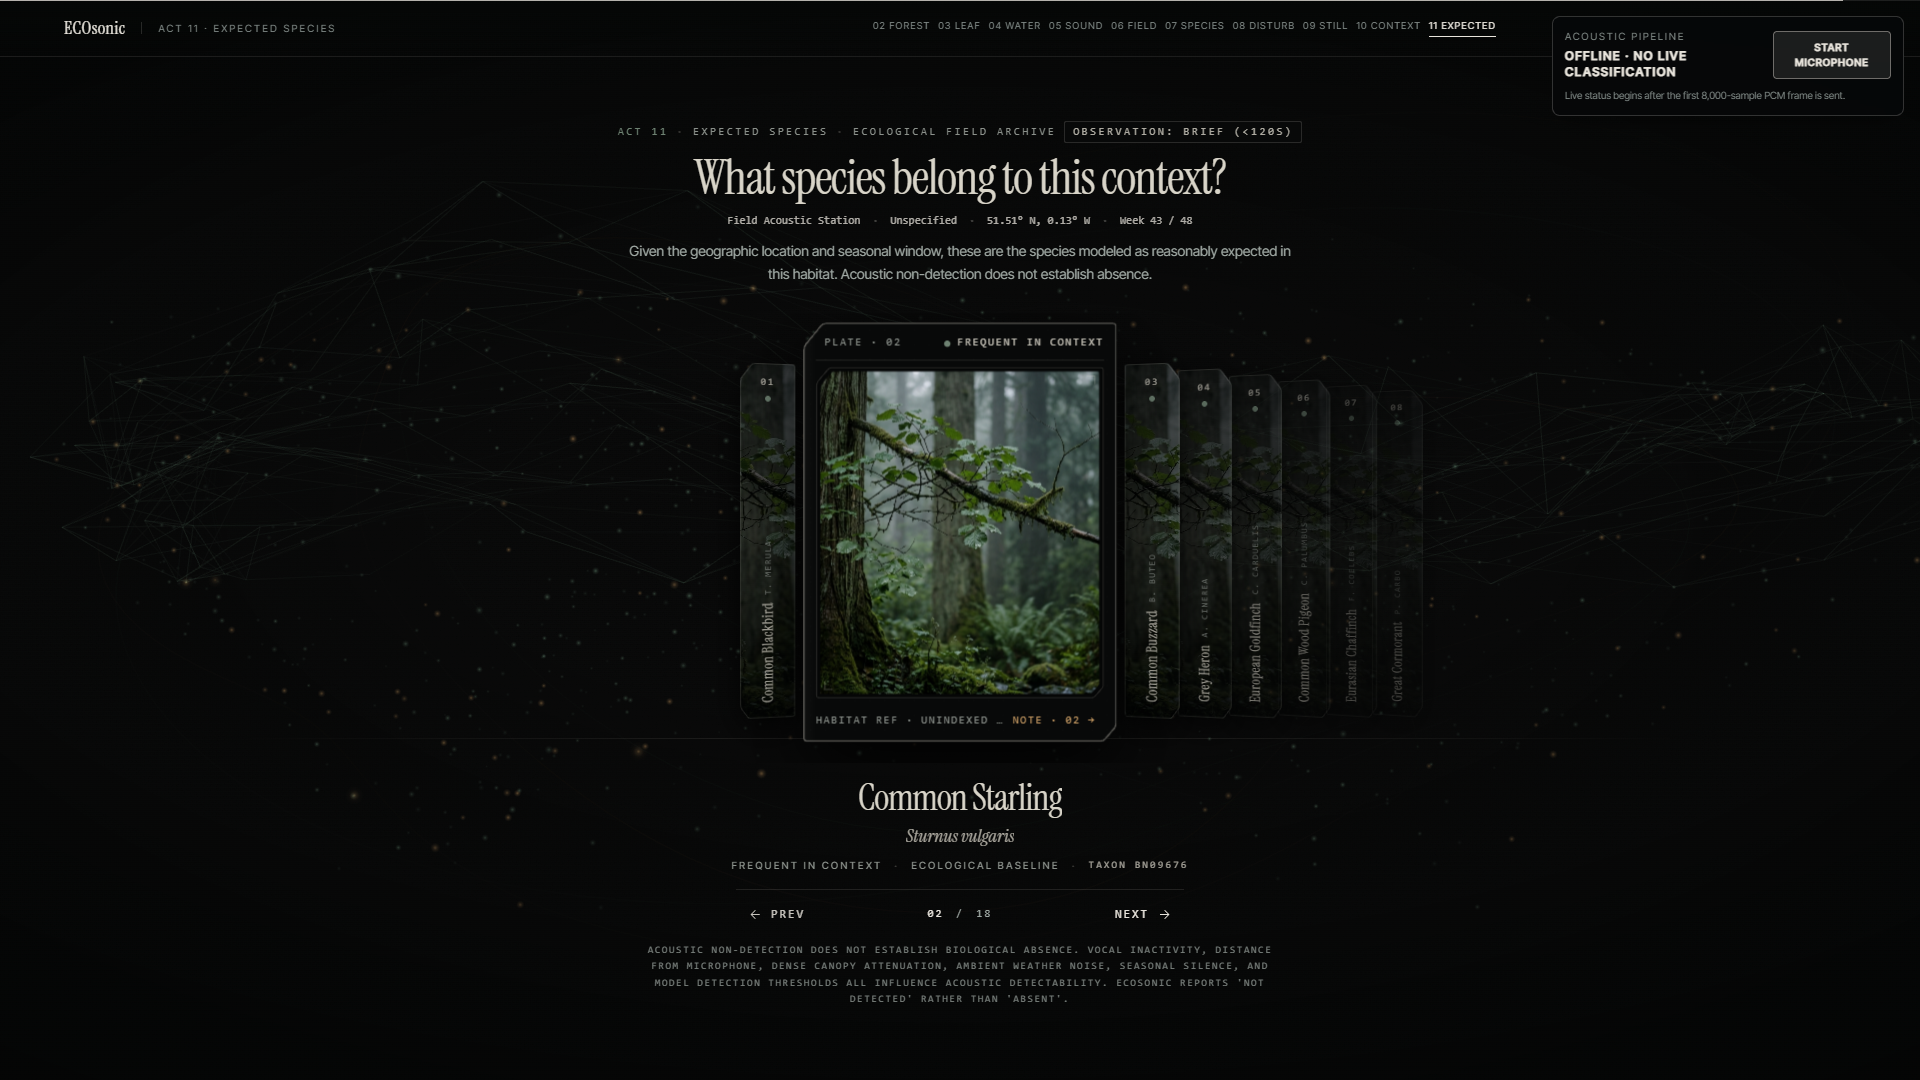 ECOsonic
ACT 11 · EXPECTED SPECIES
02 FOREST 03 LEAF 04 WATER 05 SOUND 06 FIELD 07 SPECIES 08 DISTURB 09 STILL 10 CONTEXT 11 EXPECTED
ACOUSTIC PIPELINE
OFFLINE · NO LIVE
CLASSIFICATION
START
MICROPHONE
Live status begins after the first 8,000-sample PCM frame is sent.
ACT 11 · EXPECTED SPECIES · ECOLOGICAL FIELD ARCHIVE OBSERVATION: BRIEF (<120S)
What species belong to this context?
Field Acoustic Station · Unspecified · 51.51° N, 0.13° W · Week 43 / 48
Given the geographic location and seasonal window, these are the species modeled as reasonably expected in
this habitat. Acoustic non-detection does not establish absence.
01
Common Blackbird T. MERULA
PLATE · 02 FREQUENT IN CONTEXT
HABITAT REF · UNINDEXED … NOTE · 02 →
03
Common Buzzard B. BUTEO
04
Grey Heron A. CINEREA
05
European Goldfinch C. CARDUELIS
06
Common Wood Pigeon C. PALUMBUS
07
Eurasian Chaffinch F. COELEBS
08
Great Cormorant P. CARBO
Common Starling
Sturnus vulgaris
FREQUENT IN CONTEXT · ECOLOGICAL BASELINE · TAXON BN09676
← PREV 02 / 18 NEXT →
ACOUSTIC NON-DETECTION DOES NOT ESTABLISH BIOLOGICAL ABSENCE. VOCAL INACTIVITY, DISTANCE
FROM MICROPHONE, DENSE CANOPY ATTENUATION, AMBIENT WEATHER NOISE, SEASONAL SILENCE, AND
MODEL DETECTION THRESHOLDS ALL INFLUENCE ACOUSTIC DETECTABILITY. ECOSONIC REPORTS 'NOT
DETECTED' RATHER THAN 'ABSENT'.